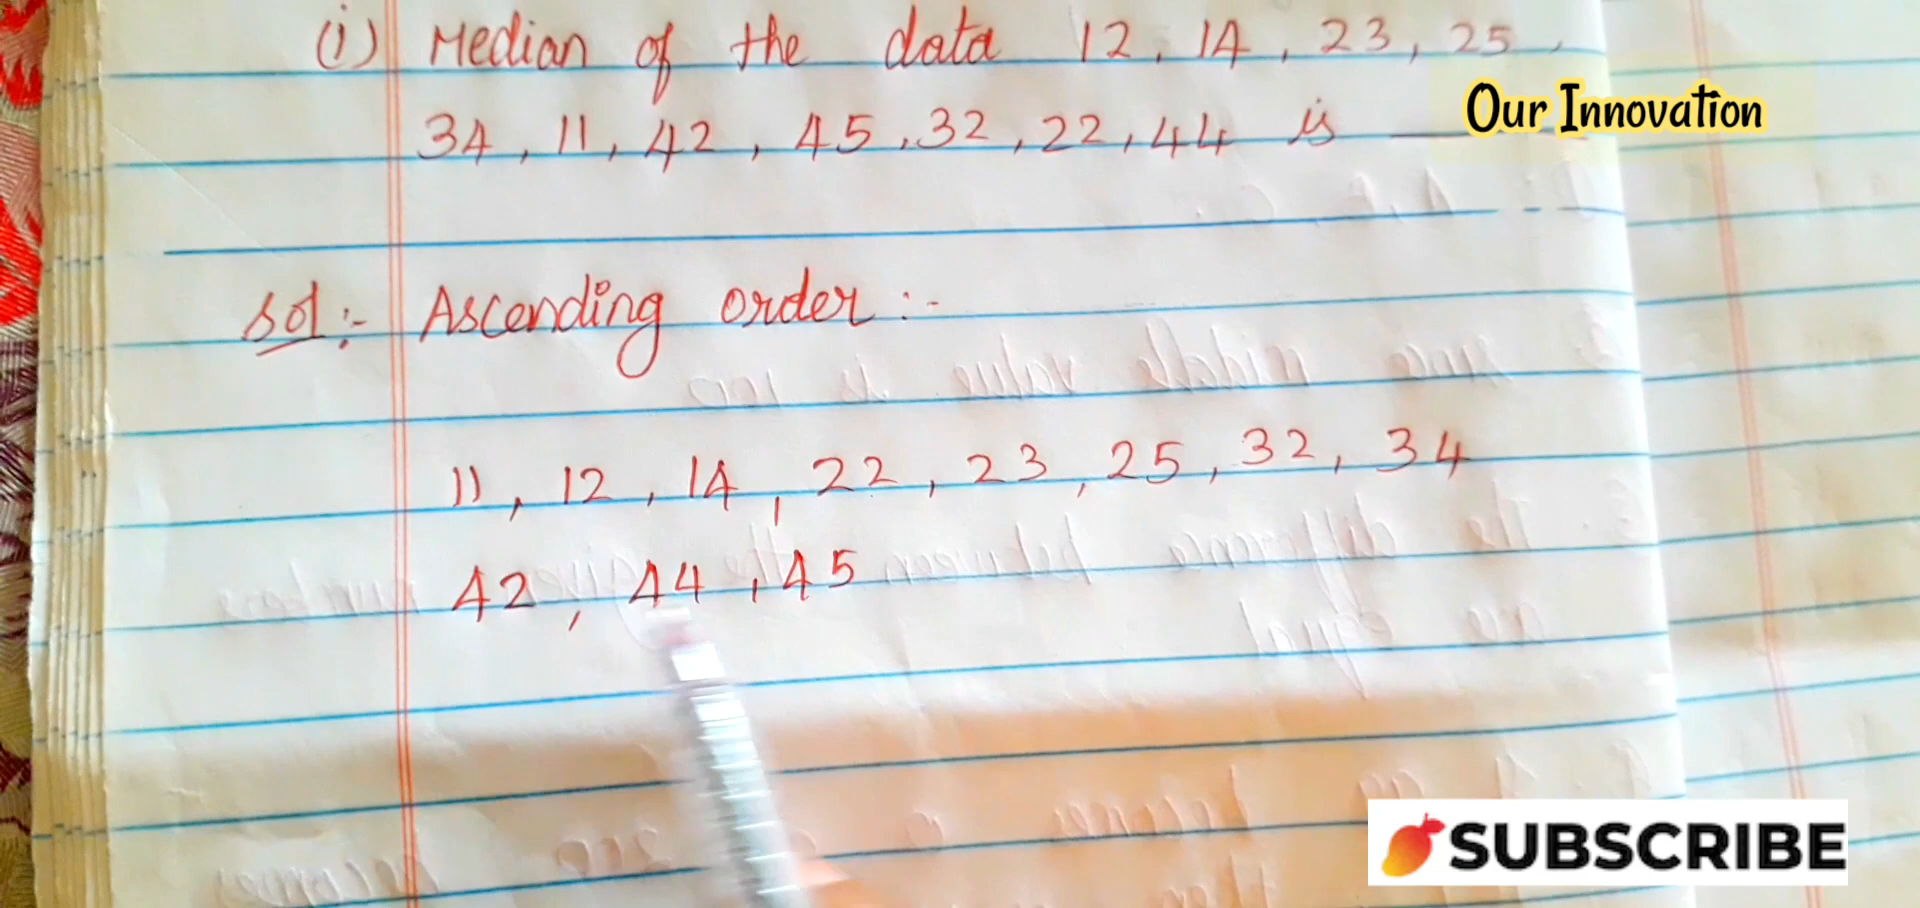 (i) Median of the data 12, 14, 23, 25,
34, 11, 42, 45, 32, 22, 44 is ___
Our Innovation
Sol:- Ascending order:-
11, 12, 14, 22, 23, 25, 32, 34
42, 44, 45
SUBSCRIBE